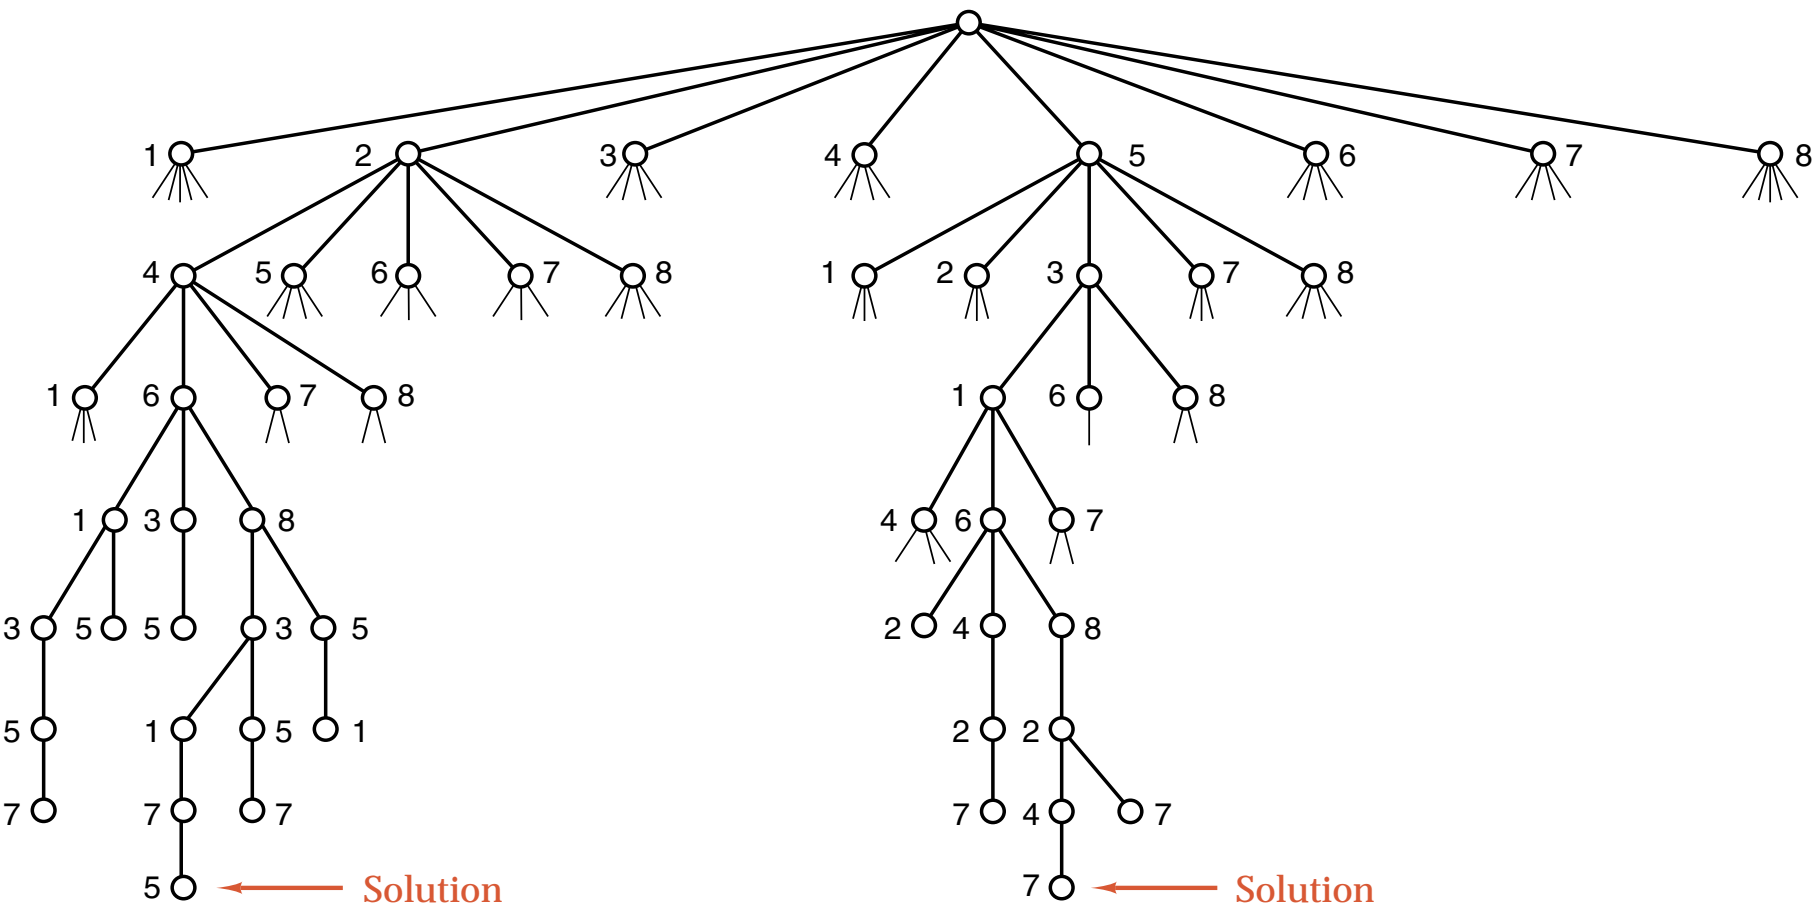 1 2 3 4 5 6 7 8
4 5 6 7 8 1 2 3 7 8
1 6 7 8 1 6 8
1 3 8 4 6 7
3 5 5 3 5 2 4 8
5 1 5 1 2 2
7 7 7 7 4 7
5 Solution 7 Solution